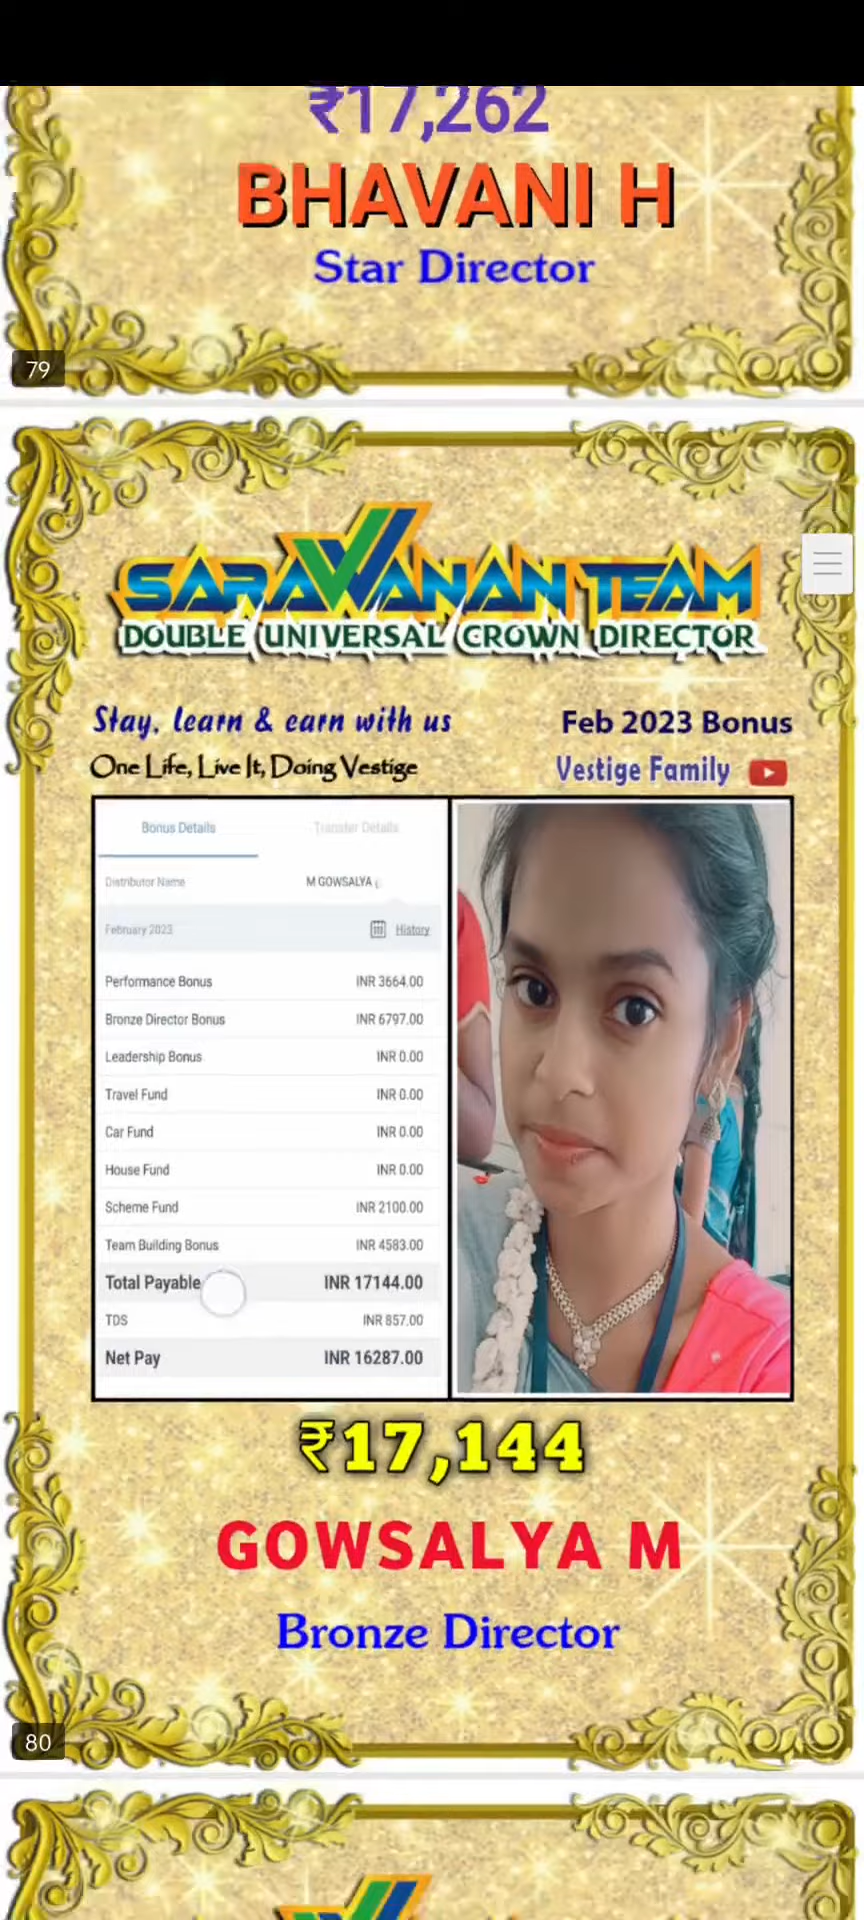 ₹17,262
BHAVANI H
Star Director
79
SARAVANAN TEAM
DOUBLE UNIVERSAL CROWN DIRECTOR
Stay, learn & earn with us
Feb 2023 Bonus
One Life, Live It, Doing Vestige
Vestige Family
Bonus Details Transfer Details
Distributor Name M GOWSALYA
February 2023 History
Performance Bonus INR 3664.00
Bronze Director Bonus INR 6797.00
Leadership Bonus INR 0.00
Travel Fund INR 0.00
Car Fund INR 0.00
House Fund INR 0.00
Scheme Fund INR 2100.00
Team Building Bonus INR 4583.00
Total Payable INR 17144.00
TDS INR 857.00
Net Pay INR 16287.00
₹17,144
GOWSALYA M
Bronze Director
80